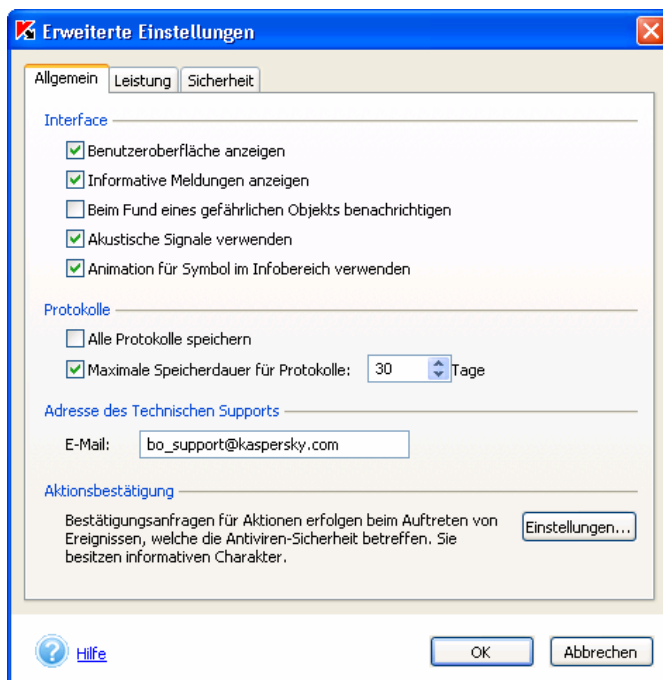 Erweiterte Einstellungen
Allgemein Leistung Sicherheit
Interface
Benutzeroberfläche anzeigen
Informative Meldungen anzeigen
Beim Fund eines gefährlichen Objekts benachrichtigen
Akustische Signale verwenden
Animation für Symbol im Infobereich verwenden
Protokolle
Alle Protokolle speichern
Maximale Speicherdauer für Protokolle: 30 Tage
Adresse des Technischen Supports
E-Mail: bo_support@kaspersky.com
Aktionsbestätigung
Bestätigungsanfragen für Aktionen erfolgen beim Auftreten von
Ereignissen, welche die Antiviren-Sicherheit betreffen. Sie
besitzen informativen Charakter.
Einstellungen...
Hilfe OK Abbrechen